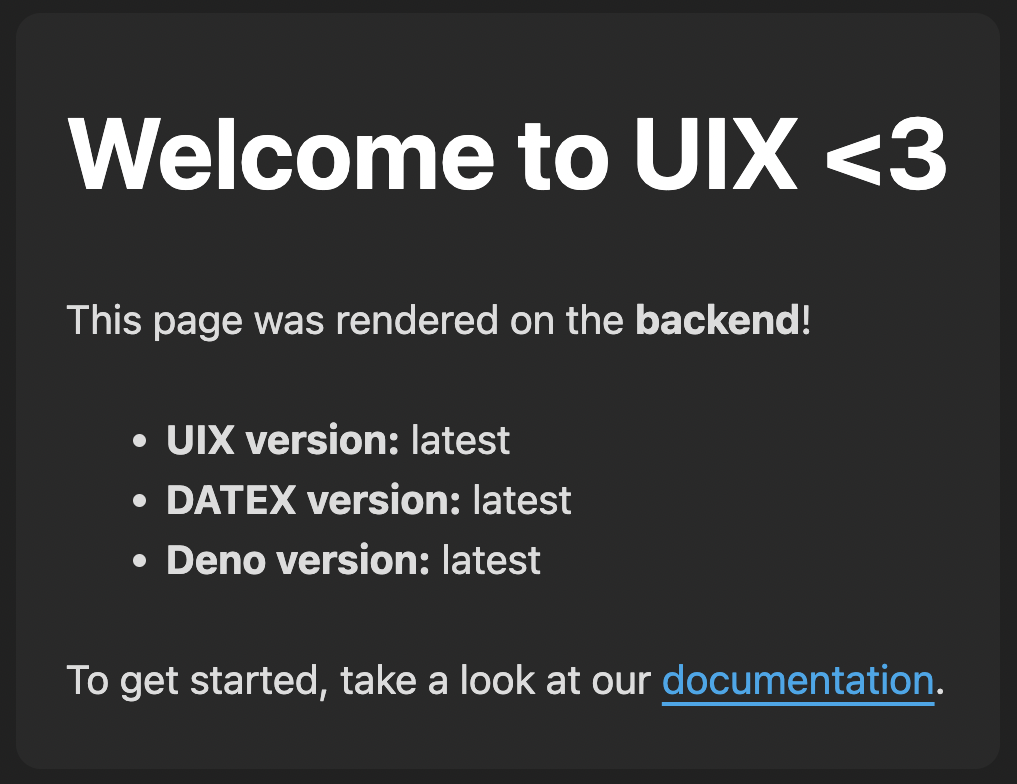 Welcome to UIX <3
This page was rendered on the backend!
• UIX version: latest
• DATEX version: latest
• Deno version: latest
To get started, take a look at our documentation.